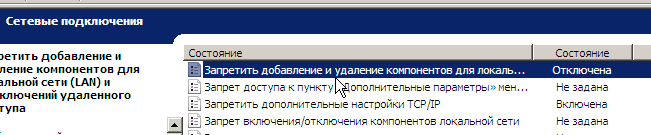 Сетевые подключения
Состояние Состояние
ретить добавление и
ление компонентов для
альной сети (LAN) и
ключений удаленного
тупа
Запретить добавление и удаление компонентов для локаль... Отключена
Запрет доступа к пункту «Дополнительные параметры» мен... Не задана
Запретить дополнительные настройки TCP/IP Включена
Запрет включения/отключения компонентов локальной сети Не задана